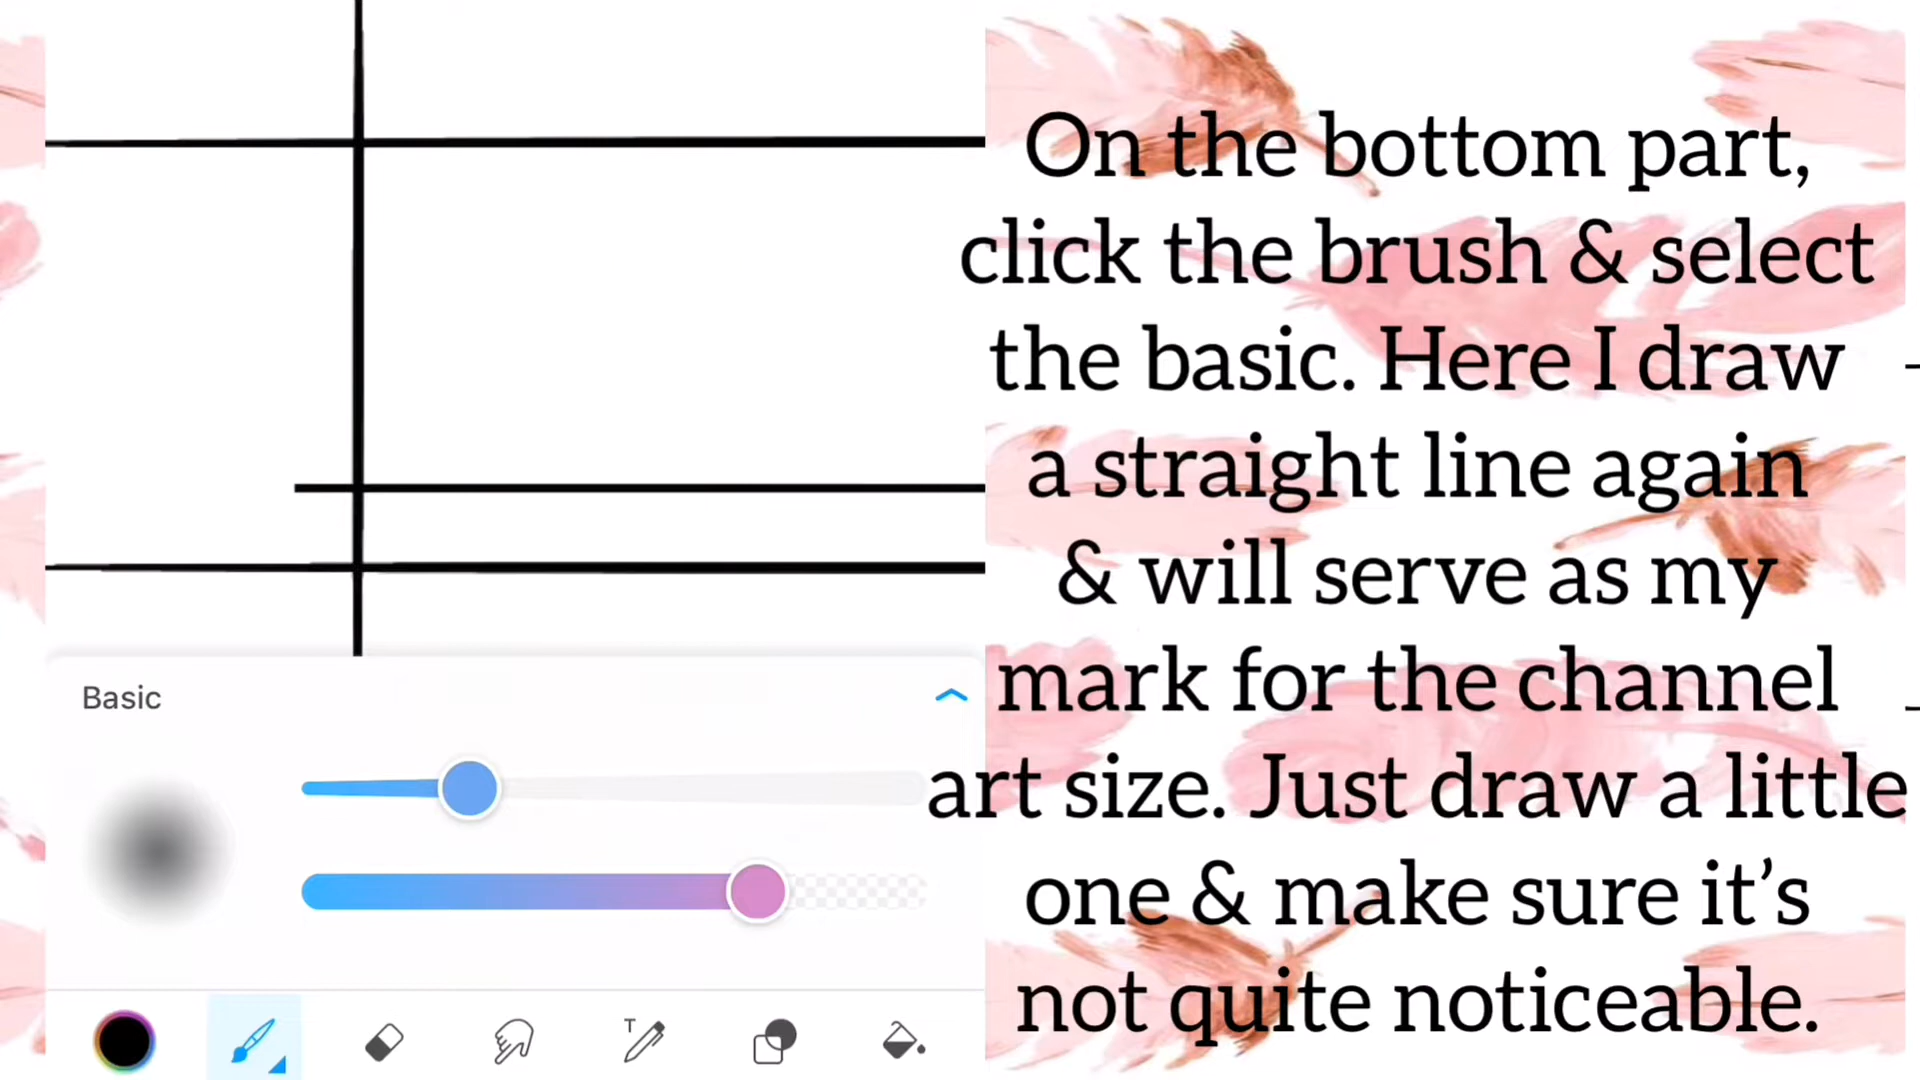 On the bottom part,
click the brush & select
the basic. Here I draw
a straight line again
& will serve as my
mark for the channel
art size. Just draw a little
one & make sure it’s
not quite noticeable.
Basic
T